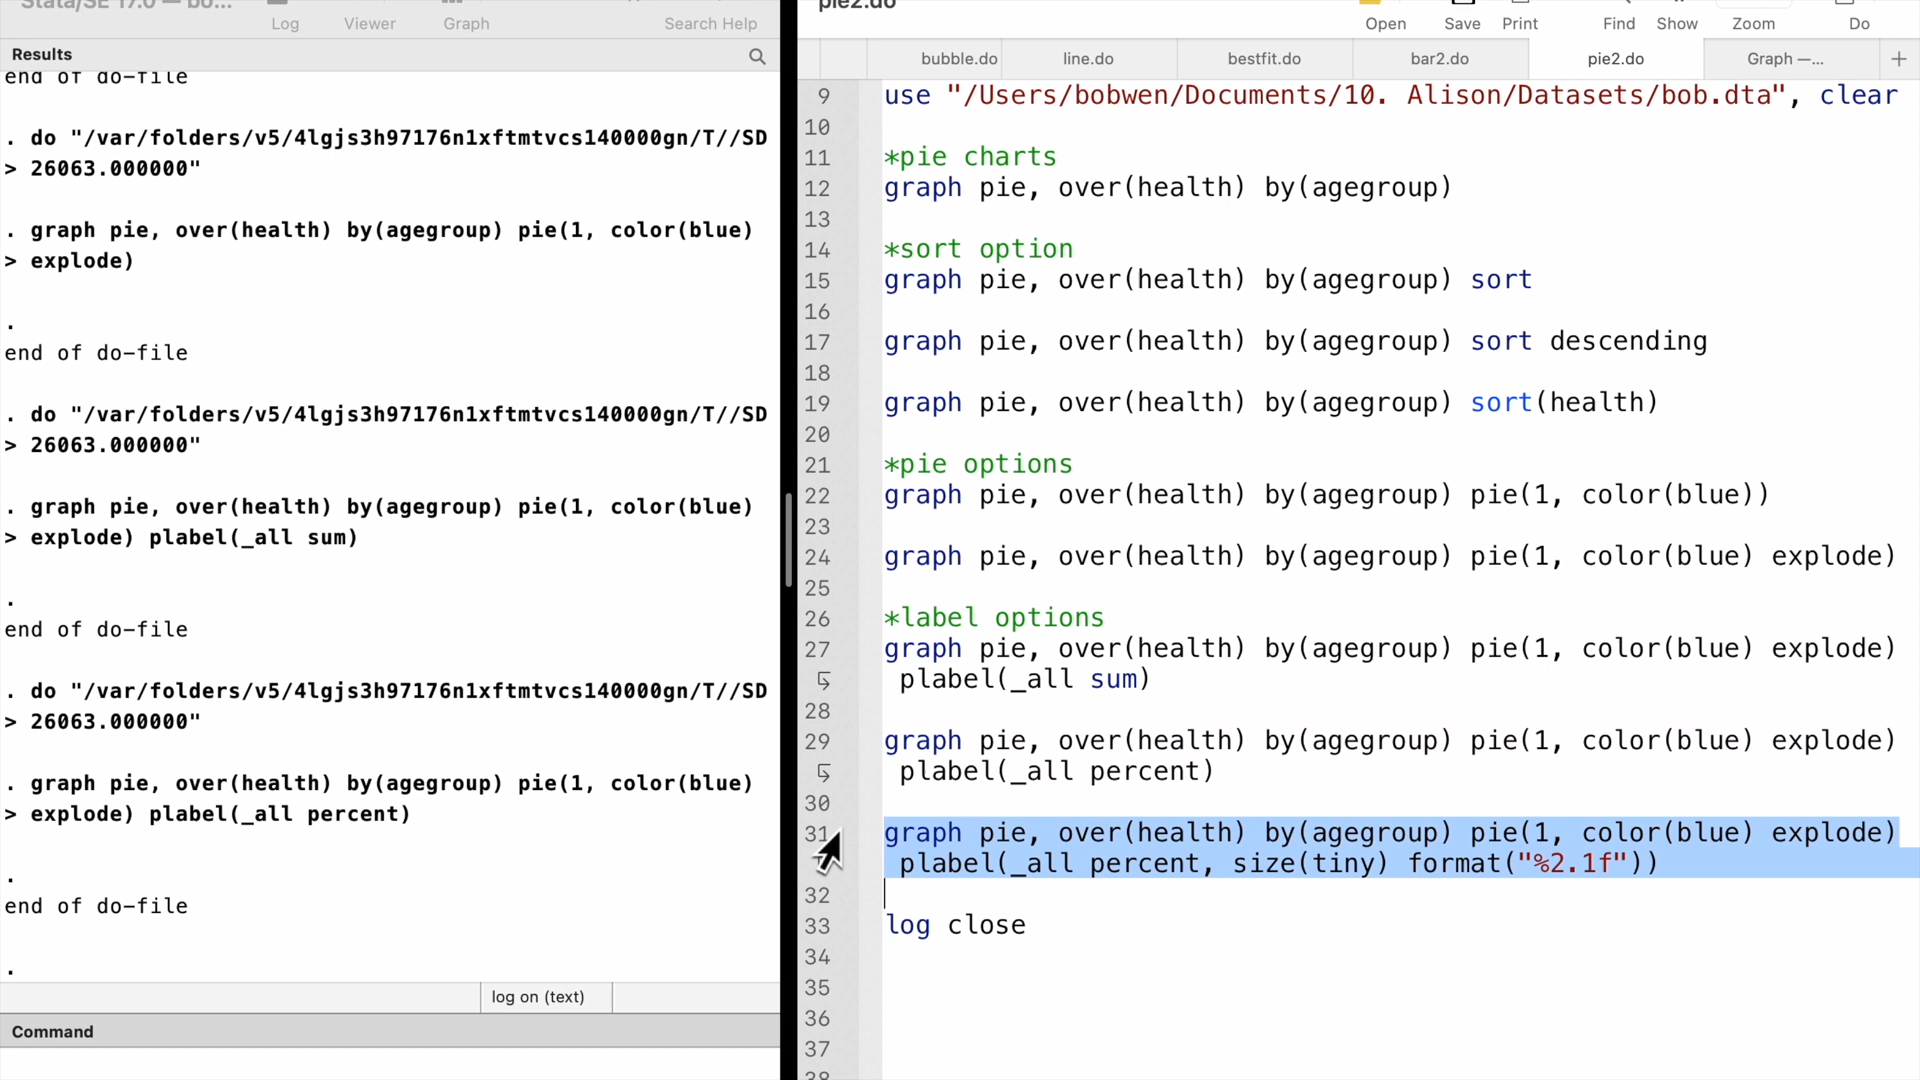 Stata/SE 17.0 — bo...
Log
Viewer
Graph
Search Help
Results
end of do-file
. do "/var/folders/v5/4lgjs3h97176n1xftmtvcs140000gn/T//SD
> 26063.000000"
. graph pie, over(health) by(agegroup) pie(1, color(blue)
> explode)
.
end of do-file
. do "/var/folders/v5/4lgjs3h97176n1xftmtvcs140000gn/T//SD
> 26063.000000"
. graph pie, over(health) by(agegroup) pie(1, color(blue)
> explode) plabel(_all sum)
.
end of do-file
. do "/var/folders/v5/4lgjs3h97176n1xftmtvcs140000gn/T//SD
> 26063.000000"
. graph pie, over(health) by(agegroup) pie(1, color(blue)
> explode) plabel(_all percent)
.
end of do-file
.
log on (text)
Command
pie2.do
Open
Save
Print
Find
Show
Zoom
Do
bubble.do
line.do
bestfit.do
bar2.do
pie2.do
Graph —...
+
9 use "/Users/bobwen/Documents/10. Alison/Datasets/bob.dta", clear
10
11 *pie charts
12 graph pie, over(health) by(agegroup)
13
14 *sort option
15 graph pie, over(health) by(agegroup) sort
16
17 graph pie, over(health) by(agegroup) sort descending
18
19 graph pie, over(health) by(agegroup) sort(health)
20
21 *pie options
22 graph pie, over(health) by(agegroup) pie(1, color(blue))
23
24 graph pie, over(health) by(agegroup) pie(1, color(blue) explode)
25
26 *label options
27 graph pie, over(health) by(agegroup) pie(1, color(blue) explode)
plabel(_all sum)
28
29 graph pie, over(health) by(agegroup) pie(1, color(blue) explode)
plabel(_all percent)
30
31 graph pie, over(health) by(agegroup) pie(1, color(blue) explode)
plabel(_all percent, size(tiny) format("%2.1f"))
32
33 log close
34
35
36
37
38